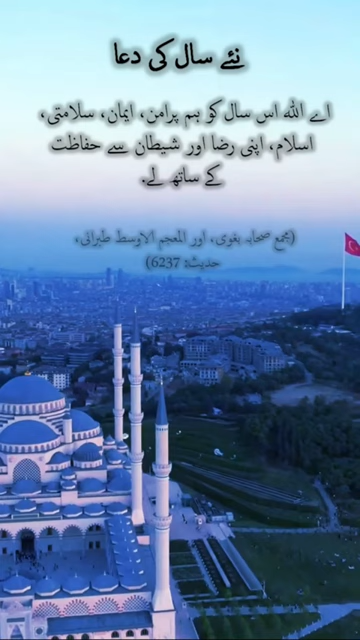 نئے سال کی دعا
اے اللہ اس سال کو ہم پر امن، ایمان، سلامتی،
اسلام، اپنی رضا اور شیطان سے حفاظت
کے ساتھ لے۔
(مجمع صحابہ بغوی، اور المعجم الاوسط طبرانی،
حدیث: 6237)